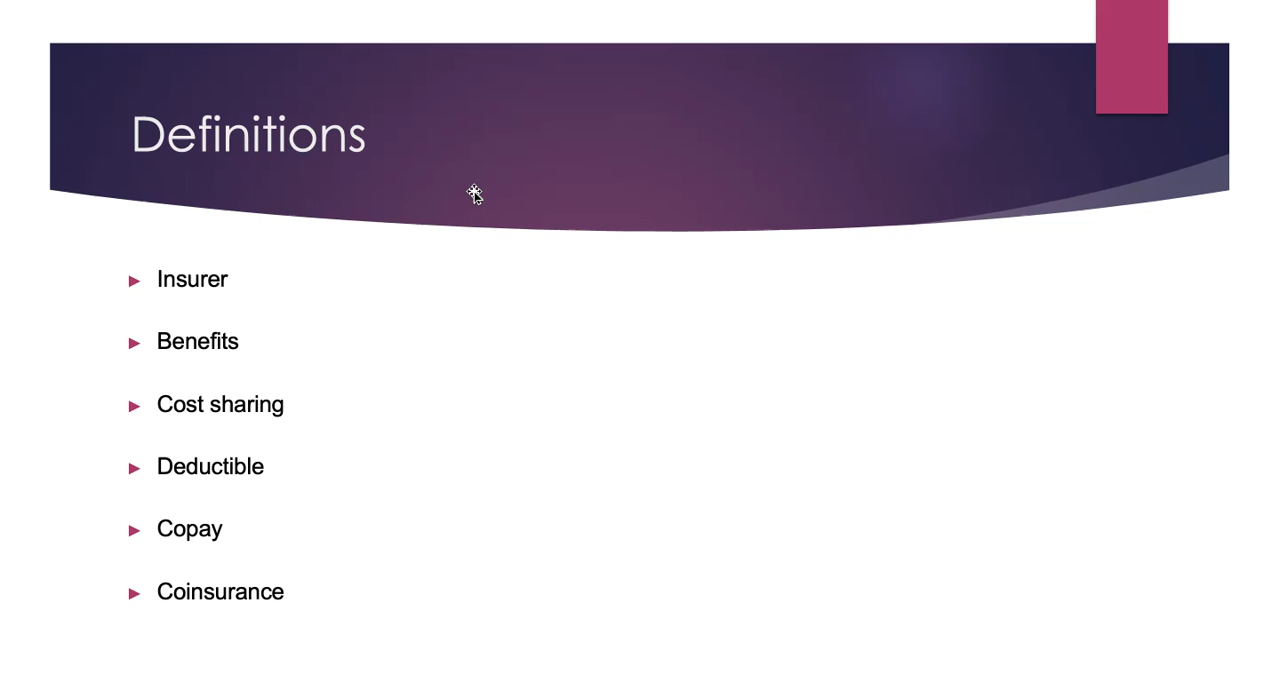 Definitions
Insurer
Benefits
Cost sharing
Deductible
Copay
Coinsurance